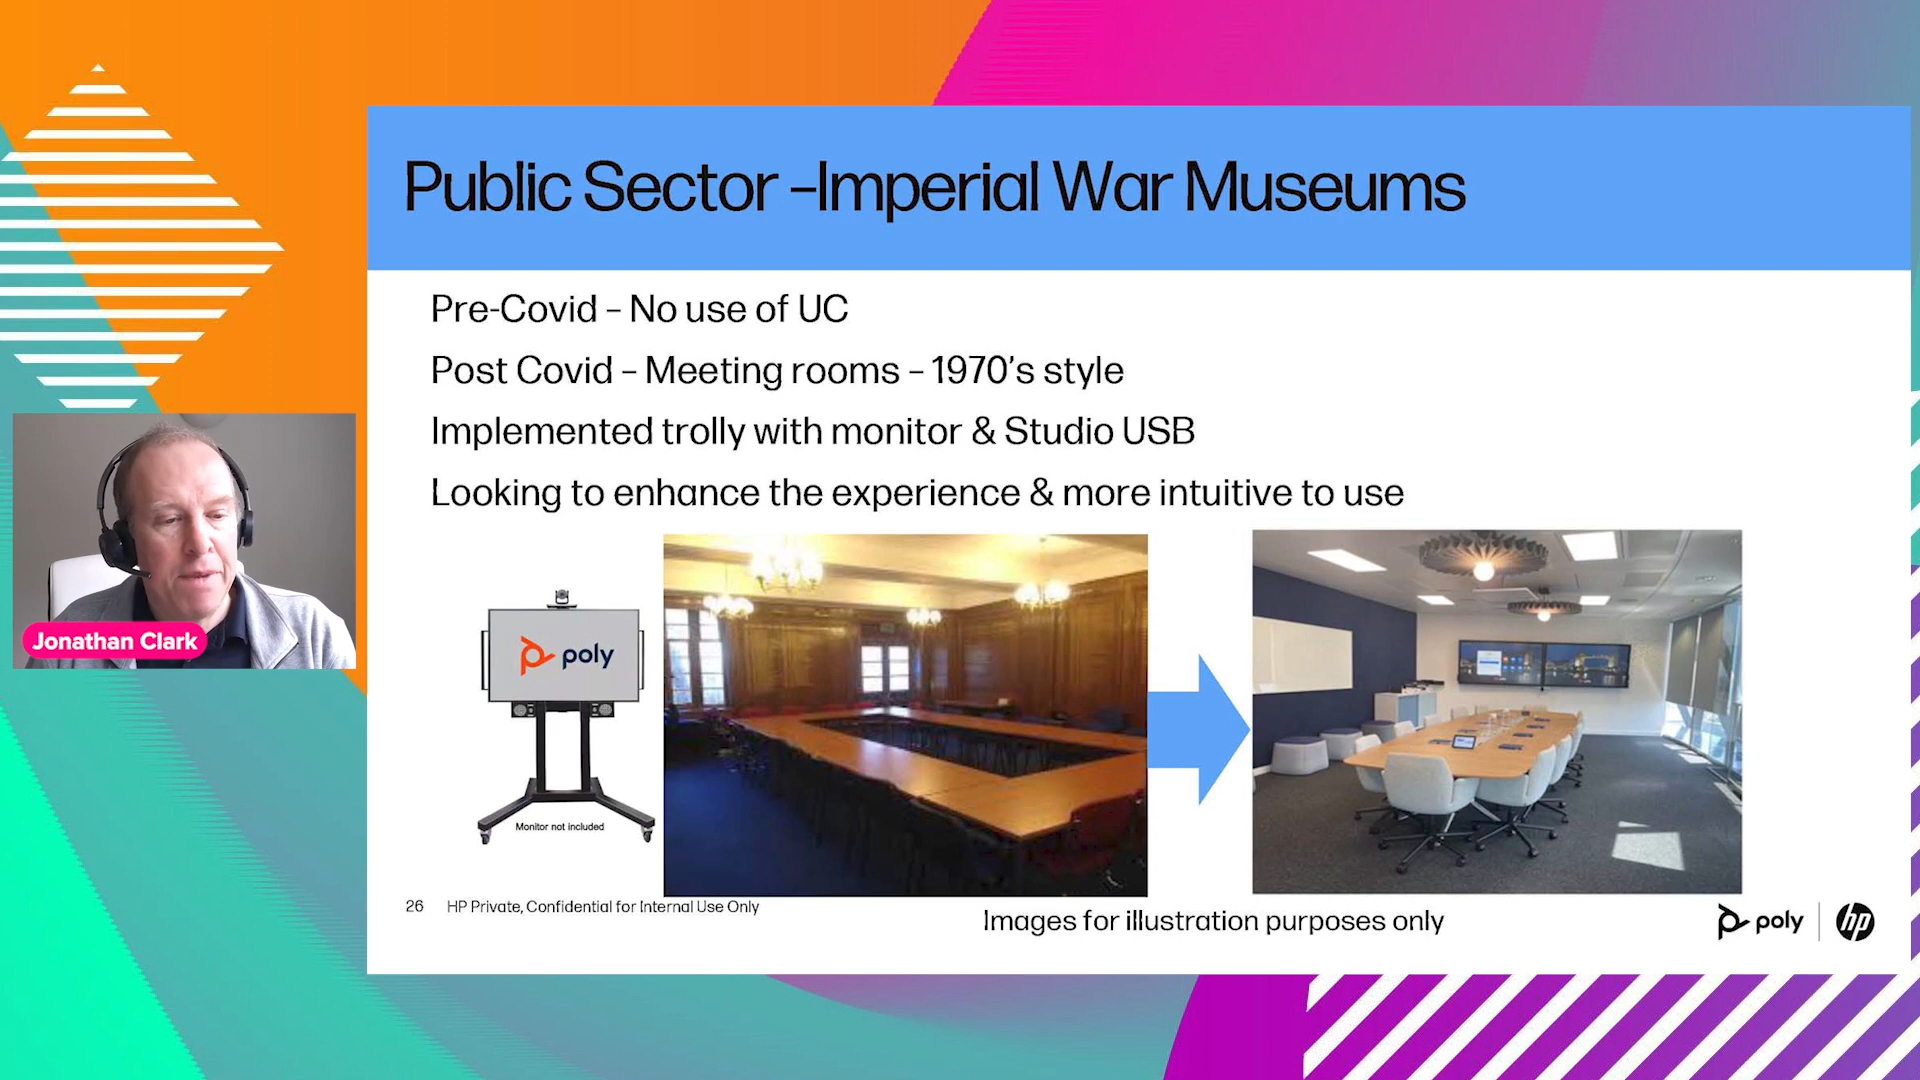 Public Sector –Imperial War Museums
Pre-Covid – No use of UC
Post Covid – Meeting rooms – 1970's style
Implemented trolly with monitor & Studio USB
Looking to enhance the experience & more intuitive to use
Jonathan Clark
poly
Monitor not included
26 HP Private, Confidential for Internal Use Only
Images for illustration purposes only
poly
hp